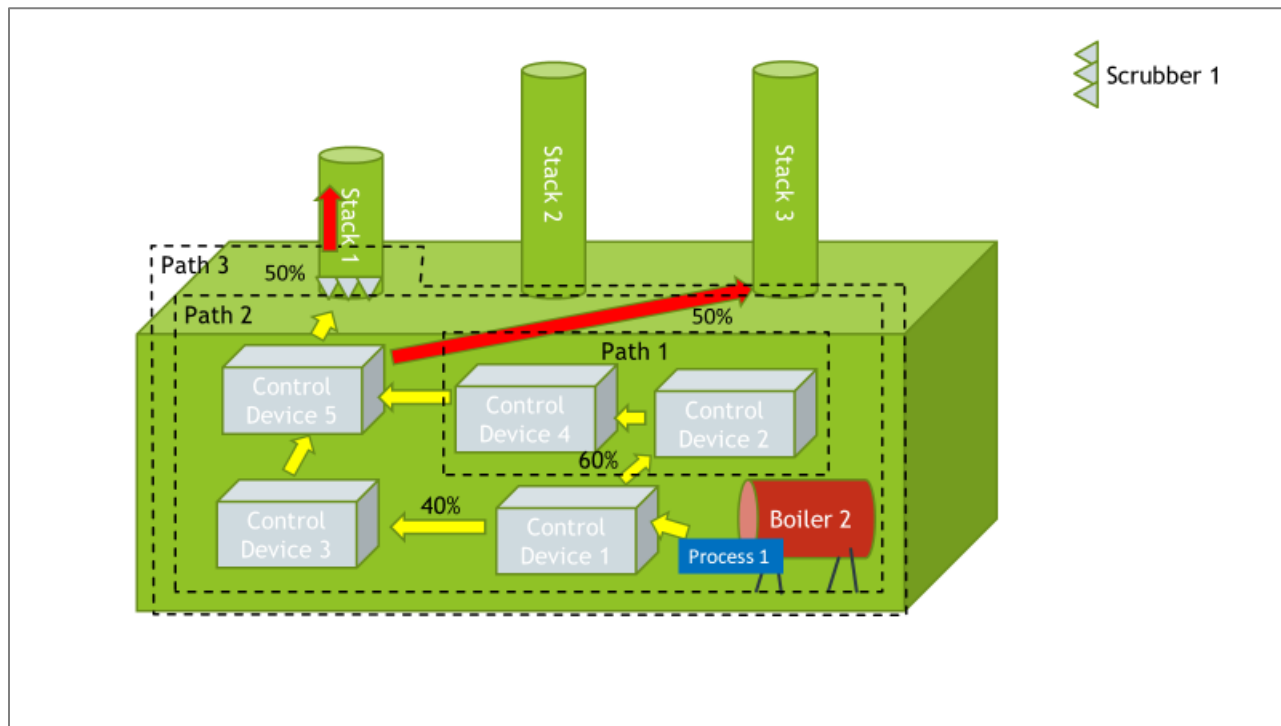 Scrubber 1
Stack 1
Stack 2
Stack 3
Path 3
50%
Path 2
50%
Path 1
Control
Device 5
Control
Device 4
Control
Device 2
60%
40%
Control
Device 3
Control
Device 1
Boiler 2
Process 1